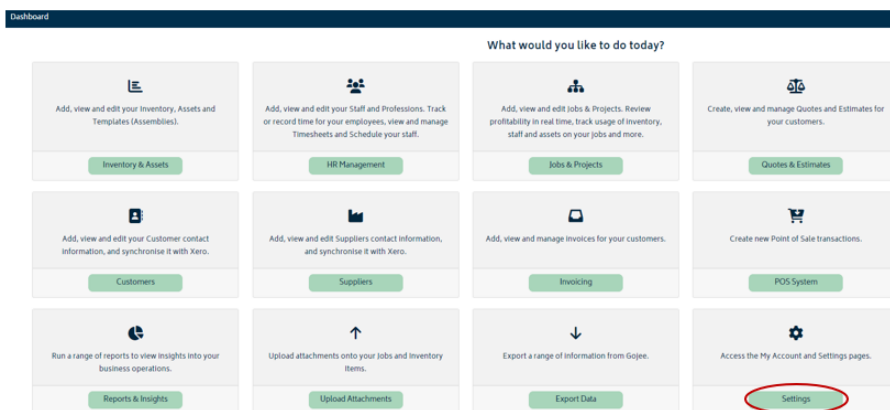 Dashboard
What would you like to do today?
Add, view and edit your Inventory, Assets and
Templates (Assemblies).
Inventory & Assets
Add, view and edit your Staff and Professions. Track
or record time for your employees, view and manage
Timesheets and Schedule your staff.
HR Management
Add, view and edit Jobs & Projects. Review
profitability in real time, track usage of inventory,
staff and assets on your jobs and more.
Jobs & Projects
Create, view and manage Quotes and Estimates for
your customers.
Quotes & Estimates
Add, view and edit your Customer contact
information, and synchronise it with Xero.
Customers
Add, view and edit Suppliers contact information,
and synchronise it with Xero.
Suppliers
Add, view and manage invoices for your customers.
Invoicing
Create new Point of Sale transactions.
POS System
Run a range of reports to view insights into your
business operations.
Reports & Insights
Upload attachments onto your Jobs and Inventory
items.
Upload Attachments
Export a range of information from Gojee.
Export Data
Access the My Account and Settings pages.
Settings